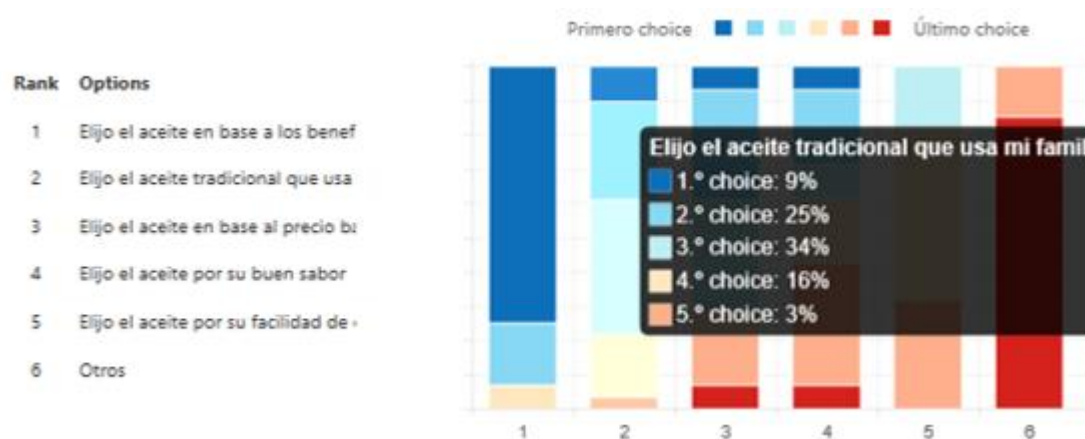 Primero choice Último choice
Rank Options
1 Elijo el aceite en base a los benef
2 Elijo el aceite tradicional que usa
3 Elijo el aceite en base al precio ba
4 Elijo el aceite por su buen sabor
5 Elijo el aceite por su facilidad de
6 Otros
Elijo el aceite tradicional que usa mi famil
1.º choice: 9%
2.º choice: 25%
3.º choice: 34%
4.º choice: 16%
5.º choice: 3%
1 2 3 4 5 6